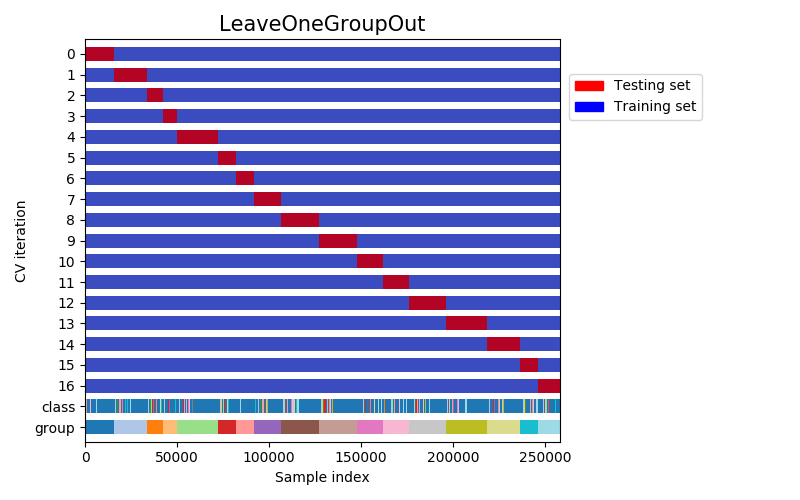 LeaveOneGroupOut
0
1
2
3
4
5
6
7
8
9
10
11
12
13
14
15
16
class
group
CV iteration
0 50000 100000 150000 200000 250000
Sample index
Testing set
Training set